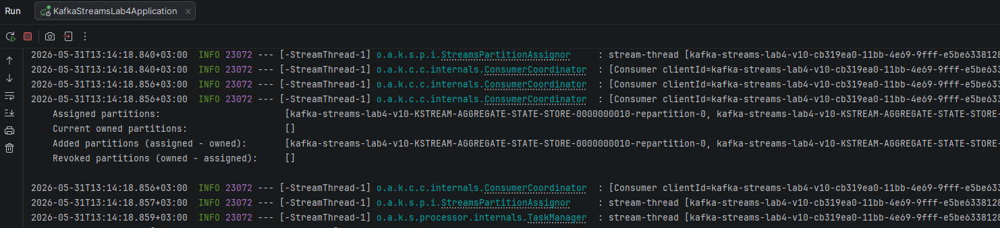 Run KafkaStreamsLab4Application
2026-05-31T13:14:18.840+03:00 INFO 23072 --- [-StreamThread-1] o.a.k.s.p.i.StreamsPartitionAssignor : stream-thread [kafka-streams-lab4-v10-cb319ea0-11bb-4e69-9fff-e5be6338128
2026-05-31T13:14:18.840+03:00 INFO 23072 --- [-StreamThread-1] o.a.k.c.c.internals.ConsumerCoordinator : [Consumer clientId=kafka-streams-lab4-v10-cb319ea0-11bb-4e69-9fff-e5be633
2026-05-31T13:14:18.856+03:00 INFO 23072 --- [-StreamThread-1] o.a.k.c.c.internals.ConsumerCoordinator : [Consumer clientId=kafka-streams-lab4-v10-cb319ea0-11bb-4e69-9fff-e5be633
2026-05-31T13:14:18.856+03:00 INFO 23072 --- [-StreamThread-1] o.a.k.c.c.internals.ConsumerCoordinator : [Consumer clientId=kafka-streams-lab4-v10-cb319ea0-11bb-4e69-9fff-e5be633
Assigned partitions: [kafka-streams-lab4-v10-KSTREAM-AGGREGATE-STATE-STORE-0000000010-repartition-0, kafka-streams-lab4-v10-KSTREAM-AGGREGATE-STATE-STORE-
Current owned partitions: []
Added partitions (assigned - owned): [kafka-streams-lab4-v10-KSTREAM-AGGREGATE-STATE-STORE-0000000010-repartition-0, kafka-streams-lab4-v10-KSTREAM-AGGREGATE-STATE-STORE-
Revoked partitions (owned - assigned): []
2026-05-31T13:14:18.856+03:00 INFO 23072 --- [-StreamThread-1] o.a.k.c.c.internals.ConsumerCoordinator : [Consumer clientId=kafka-streams-lab4-v10-cb319ea0-11bb-4e69-9fff-e5be633
2026-05-31T13:14:18.857+03:00 INFO 23072 --- [-StreamThread-1] o.a.k.s.p.i.StreamsPartitionAssignor : stream-thread [kafka-streams-lab4-v10-cb319ea0-11bb-4e69-9fff-e5be6338128
2026-05-31T13:14:18.859+03:00 INFO 23072 --- [-StreamThread-1] o.a.k.s.processor.internals.TaskManager : stream-thread [kafka-streams-lab4-v10-cb319ea0-11bb-4e69-9fff-e5be6338128